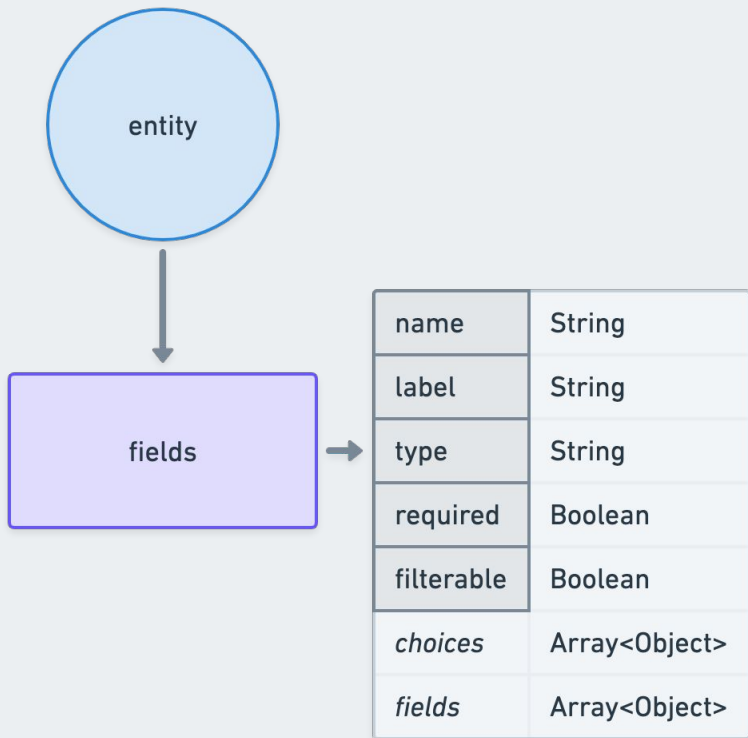 entity
fields
name String
label String
type String
required Boolean
filterable Boolean
choices Array<Object>
fields Array<Object>